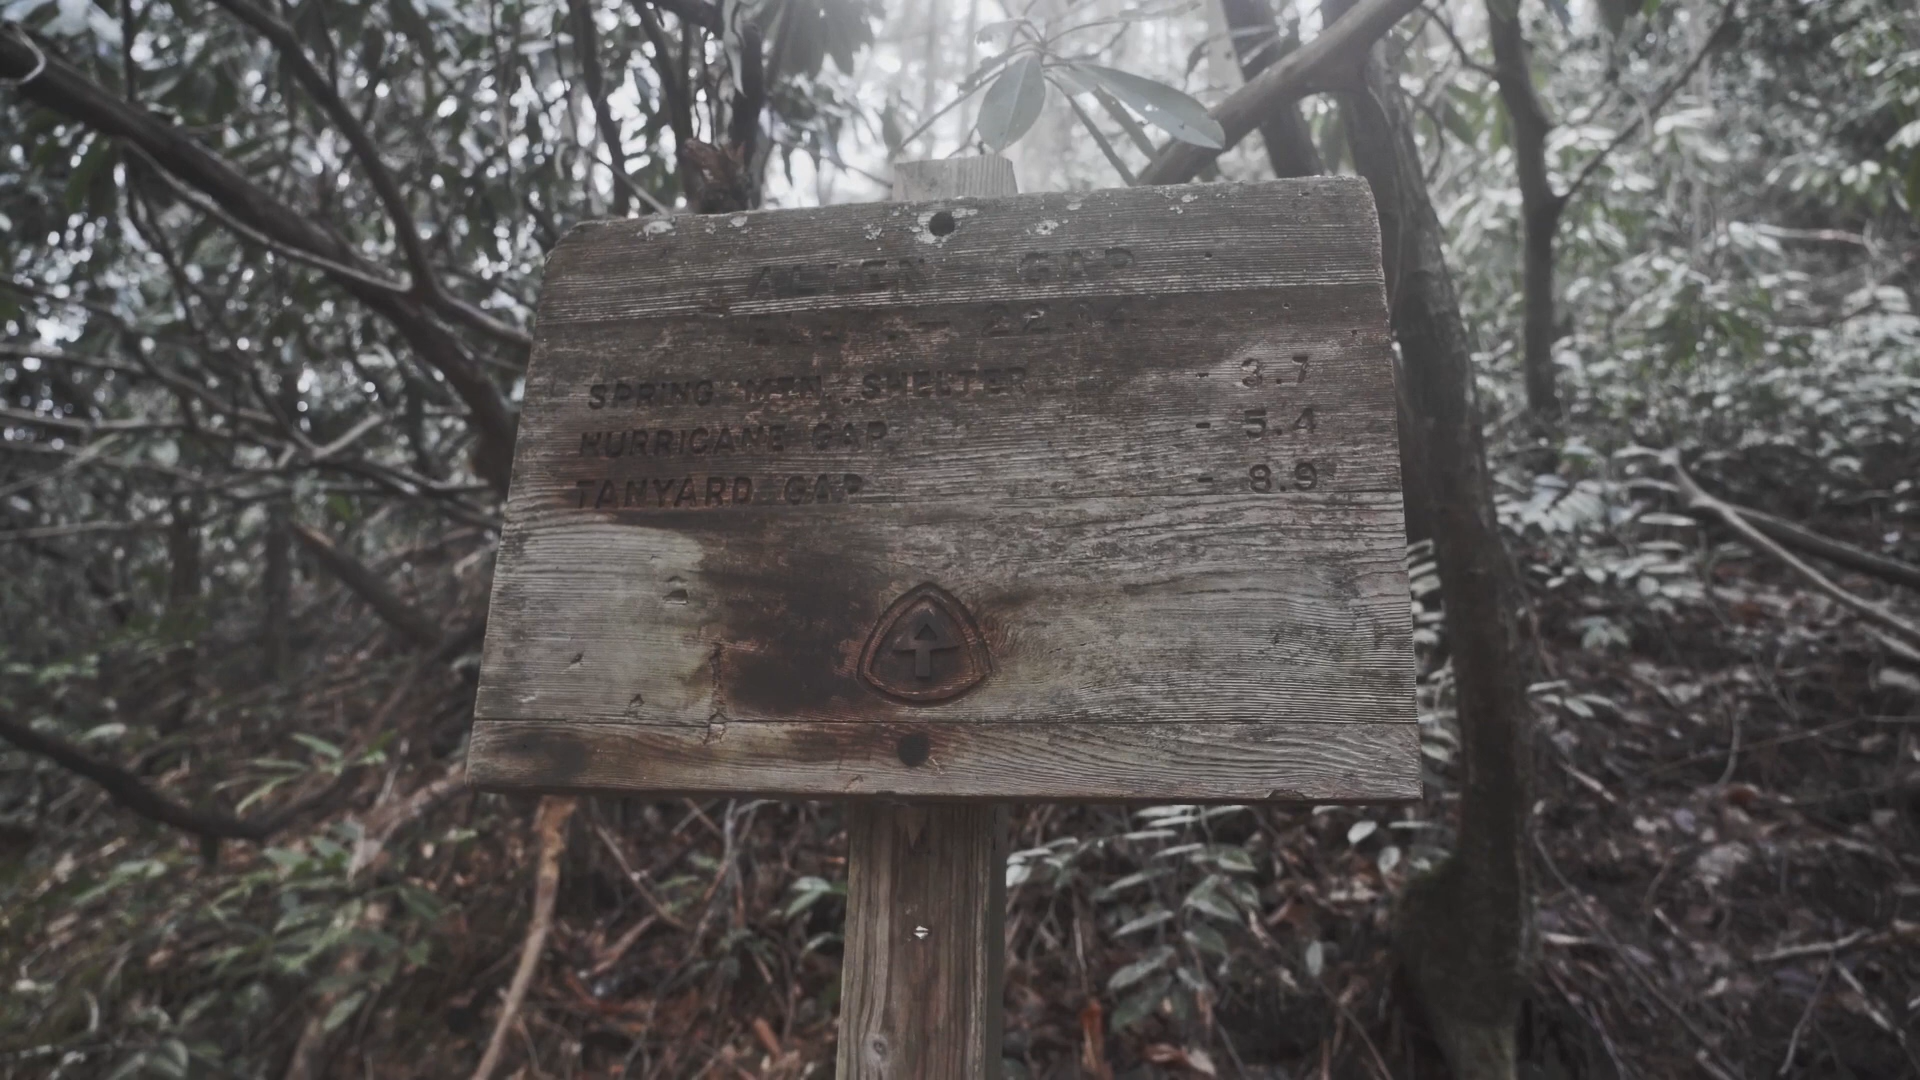 ALLEN GAP
SPRING MTN. SHELTER - 3.7
HURRICANE GAP - 5.4
TANYARD GAP - 8.9